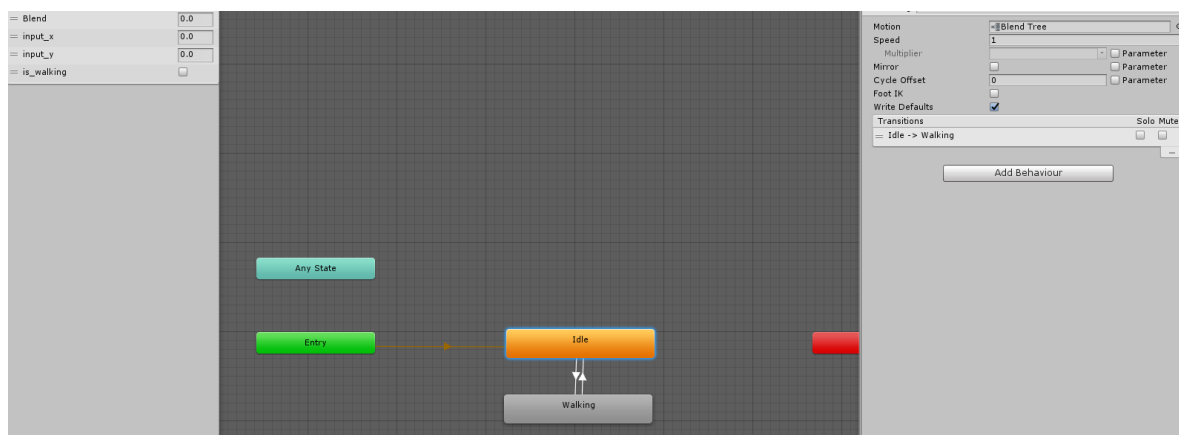 Blend 0.0
input_x 0.0
input_y 0.0
is_walking
Any State
Entry
Idle
Walking
Motion Blend Tree
Speed 1
Multiplier Parameter
Mirror Parameter
Cycle Offset 0 Parameter
Foot IK
Write Defaults
Transitions Solo Mute
Idle -> Walking
Add Behaviour